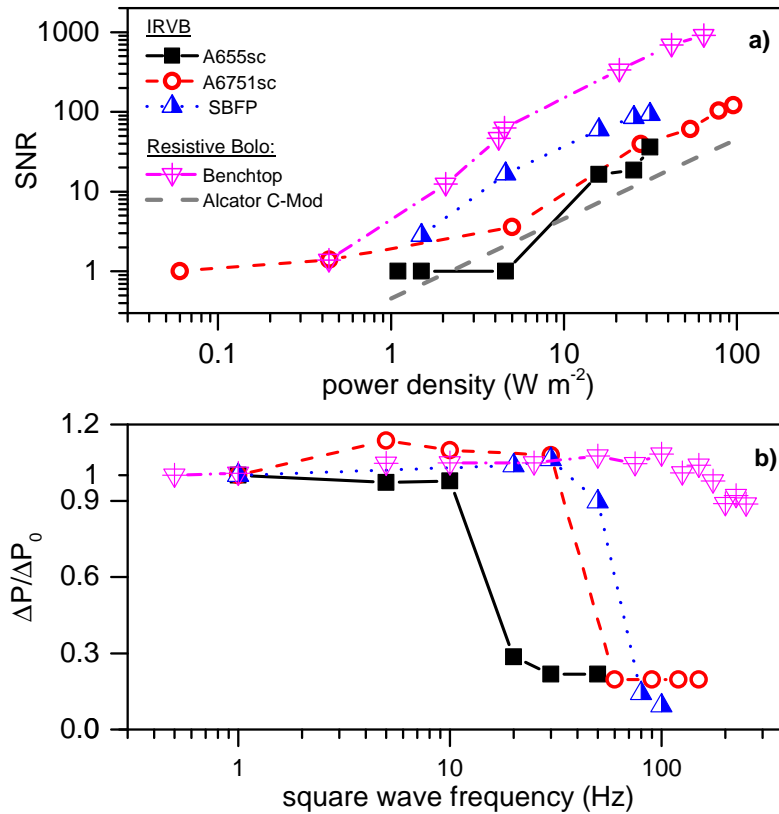 a)
IRVB
A655sc
A6751sc
SBFP
Resistive Bolo:
Benchtop
Alcator C-Mod
SNR
1000
100
10
1
0.1 1 10 100
power density (W m⁻²)
b)
ΔP/ΔP₀
1.2
1
0.9
0.6
0.3
0.0
1 10 100
square wave frequency (Hz)